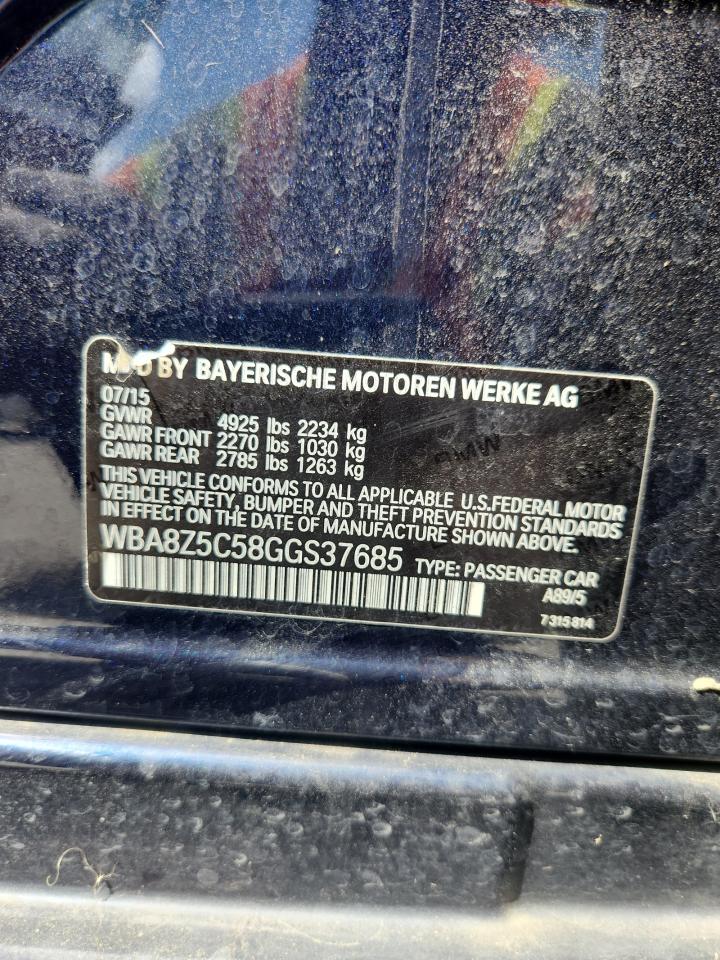 MFD BY BAYERISCHE MOTOREN WERKE AG
07/15
GVWR 4925 lbs 2234 kg
GAWR FRONT 2270 lbs 1030 kg
GAWR REAR 2785 lbs 1263 kg
THIS VEHICLE CONFORMS TO ALL APPLICABLE U.S.FEDERAL MOTOR
VEHICLE SAFETY, BUMPER AND THEFT PREVENTION STANDARDS
IN EFFECT ON THE DATE OF MANUFACTURE SHOWN ABOVE.
WBA8Z5C58GGS37685 TYPE: PASSENGER CAR
A89/5
7 315 814
BMW